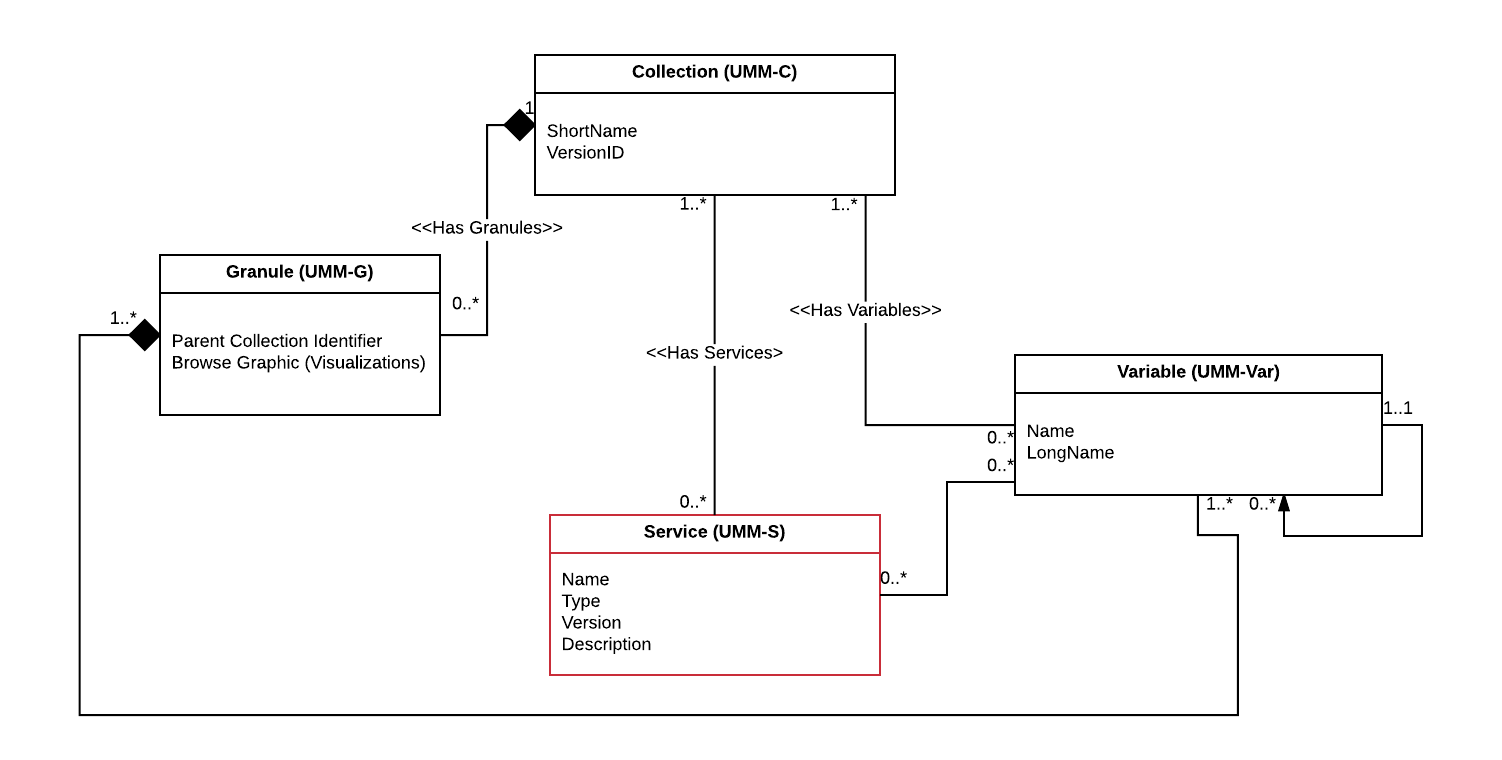 Collection (UMM-C)
1
ShortName
VersionID
1..*
1..*
<<Has Granules>>
Granule (UMM-G)
0..*
<<Has Variables>>
1..*
Parent Collection Identifier
Browse Graphic (Visualizations)
<<Has Services>
Variable (UMM-Var)
1..1
Name
LongName
0..*
0..*
0..*
1..*
0..*
Service (UMM-S)
0..*
Name
Type
Version
Description